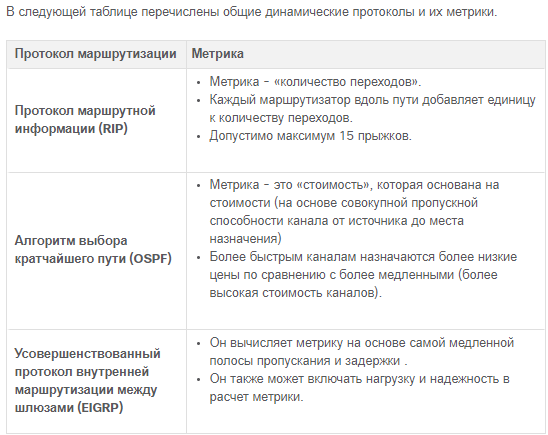 В следующей таблице перечислены общие динамические протоколы и их метрики.
Протокол маршрутизации
Метрика
Протокол маршрутной
информации (RIP)
• Метрика - «количество переходов».
• Каждый маршрутизатор вдоль пути добавляет единицу
к количеству переходов.
• Допустимо максимум 15 прыжков.
Алгоритм выбора
кратчайшего пути (OSPF)
• Метрика - это «стоимость», которая основана на
стоимости (на основе совокупной пропускной
способности канала от источника до места
назначения)
• Более быстрым каналам назначаются более низкие
цены по сравнению с более медленными (более
высокая стоимость каналов).
Усовершенствованный
протокол внутренней
маршрутизации между
шлюзами (EIGRP)
• Он вычисляет метрику на основе самой медленной
полосы пропускания и задержки .
• Он также может включать нагрузку и надежность в
расчет метрики.